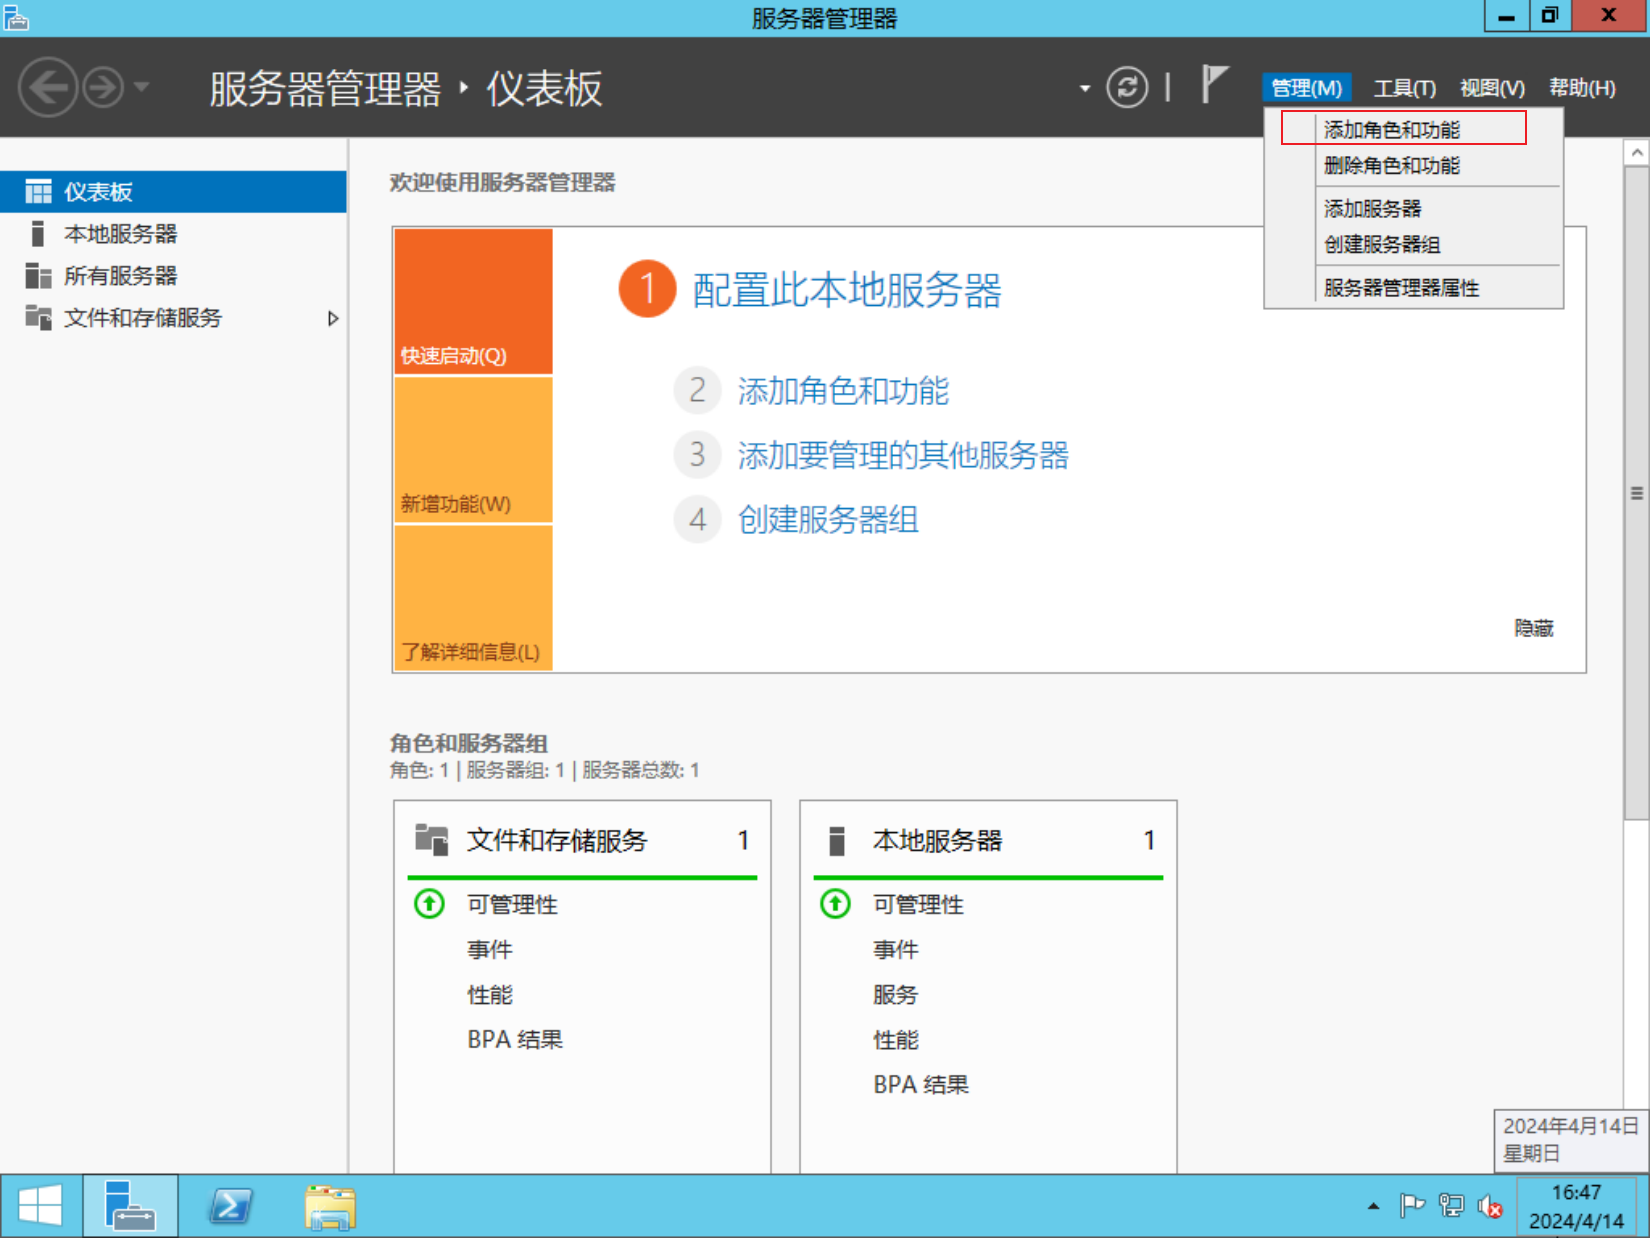 服务器管理器
服务器管理器 ‣ 仪表板
管理(M) 工具(T) 视图(V) 帮助(H)
添加角色和功能
删除角色和功能
添加服务器
创建服务器组
服务器管理器属性
仪表板
本地服务器
所有服务器
文件和存储服务
欢迎使用服务器管理器
快速启动(Q)
新增功能(W)
了解详细信息(L)
1 配置此本地服务器
2 添加角色和功能
3 添加要管理的其他服务器
4 创建服务器组
隐藏
角色和服务器组
角色: 1 | 服务器组: 1 | 服务器总数: 1
文件和存储服务 1
可管理性
事件
性能
BPA 结果
本地服务器 1
可管理性
事件
服务
性能
BPA 结果
2024年4月14日
星期日
16:47
2024/4/14